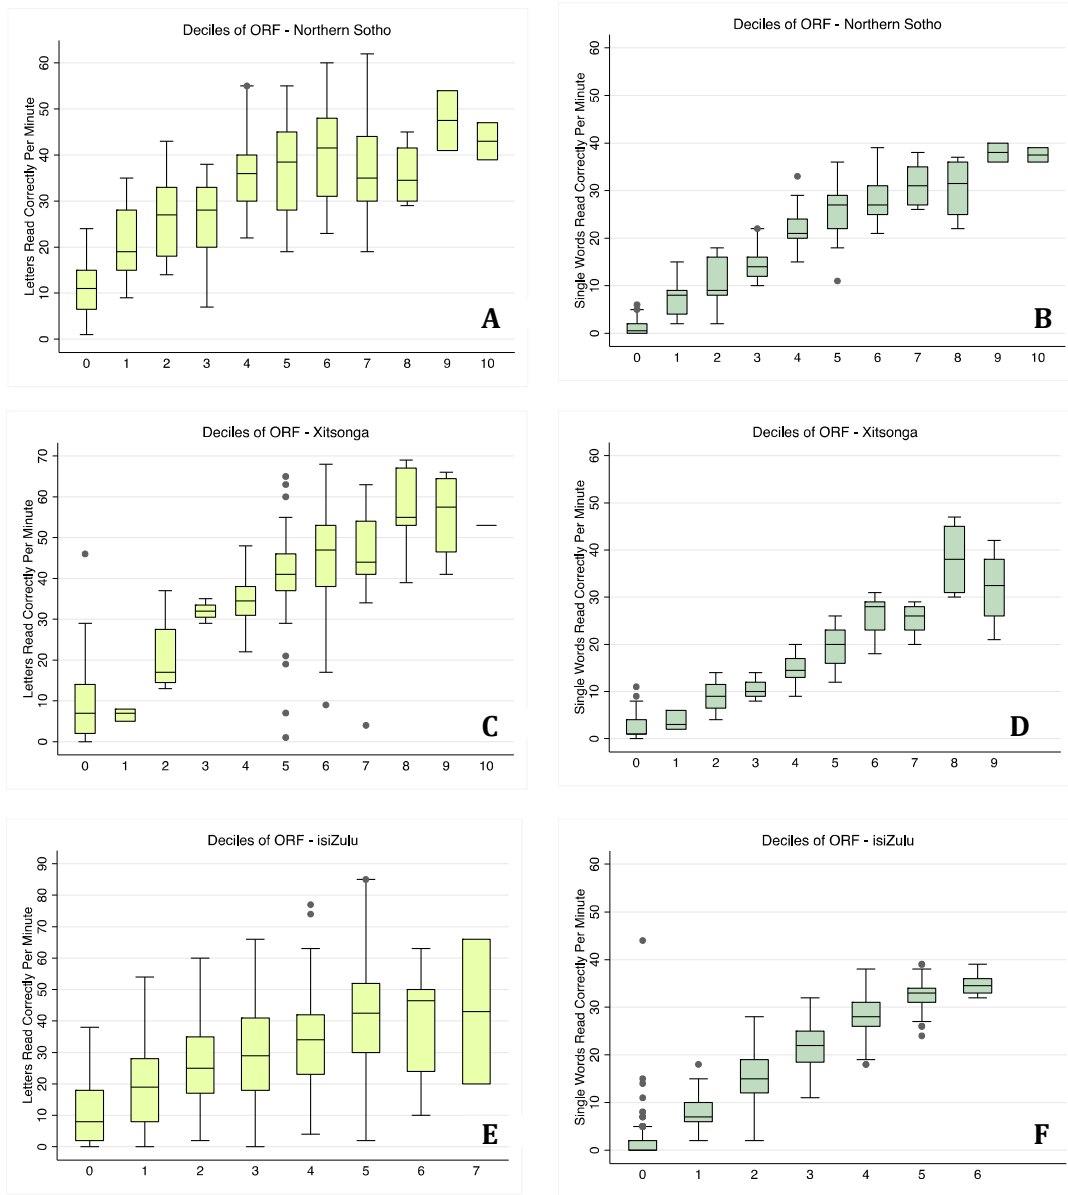 Deciles of ORF - Northern Sotho
Letters Read Correctly Per Minute
60
50
40
30
20
10
0
A
0 1 2 3 4 5 6 7 8 9 10
Deciles of ORF - Northern Sotho
Single Words Read Correctly Per Minute
60
50
40
30
20
10
0
B
0 1 2 3 4 5 6 7 8 9 10
Deciles of ORF - Xitsonga
Letters Read Correctly Per Minute
70
60
50
40
30
20
10
0
C
0 1 2 3 4 5 6 7 8 9 10
Deciles of ORF - Xitsonga
Single Words Read Correctly Per Minute
60
50
40
30
20
10
0
D
0 1 2 3 4 5 6 7 8 9
Deciles of ORF - isiZulu
Letters Read Correctly Per Minute
90
80
70
60
50
40
30
20
10
0
E
0 1 2 3 4 5 6 7
Deciles of ORF - isiZulu
Single Words Read Correctly Per Minute
60
50
40
30
20
10
0
F
0 1 2 3 4 5 6